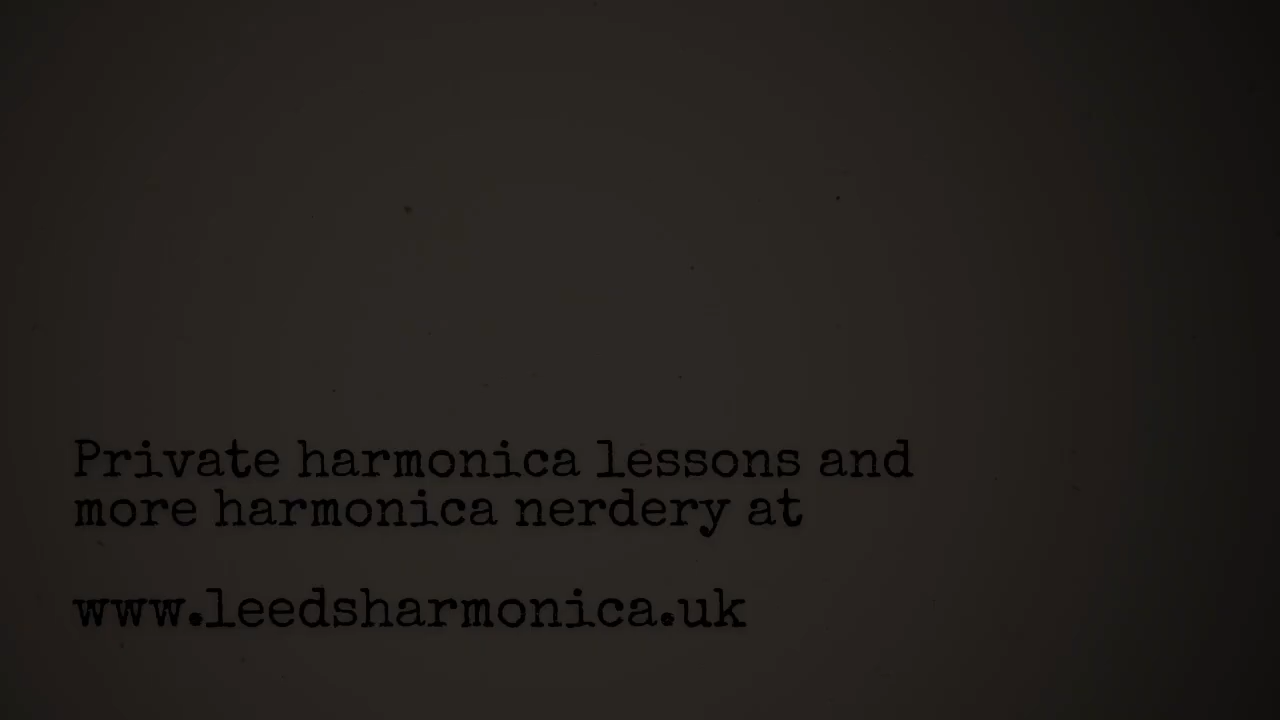 Private harmonica lessons and
more harmonica nerdery at
www.leedsharmonica.uk